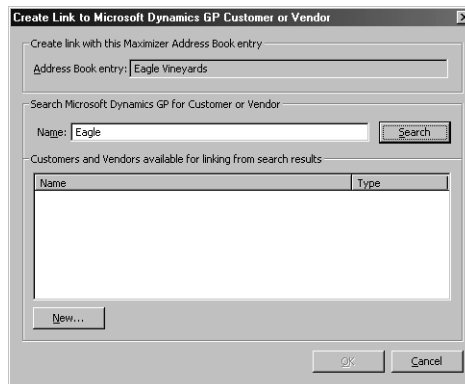 Create Link to Microsoft Dynamics GP Customer or Vendor
Create link with this Maximizer Address Book entry
Address Book entry: Eagle Vineyards
Search Microsoft Dynamics GP for Customer or Vendor
Name: Eagle Search
Customers and Vendors available for linking from search results
Name Type
New...
OK Cancel